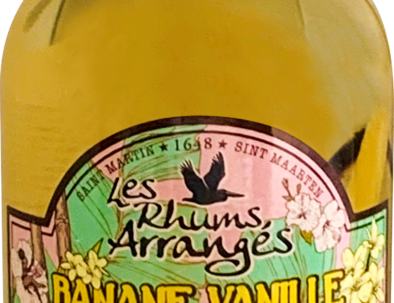 SAINT MARTIN ★ 1648 ★ SINT MAARTEN
Les
Rhums
Arrangés
BANANE VANILLE